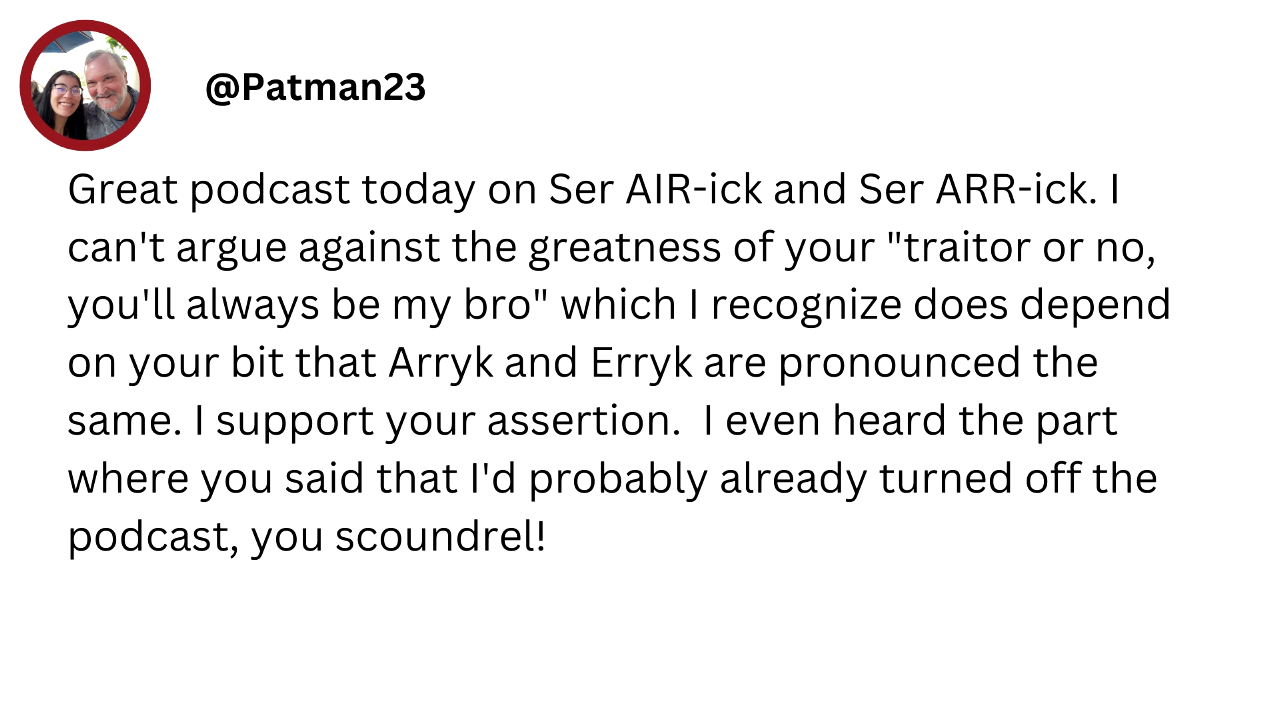 @Patman23
Great podcast today on Ser AIR-ick and Ser ARR-ick. I
can't argue against the greatness of your "traitor or no,
you'll always be my bro" which I recognize does depend
on your bit that Arryk and Erryk are pronounced the
same. I support your assertion.  I even heard the part
where you said that I'd probably already turned off the
podcast, you scoundrel!